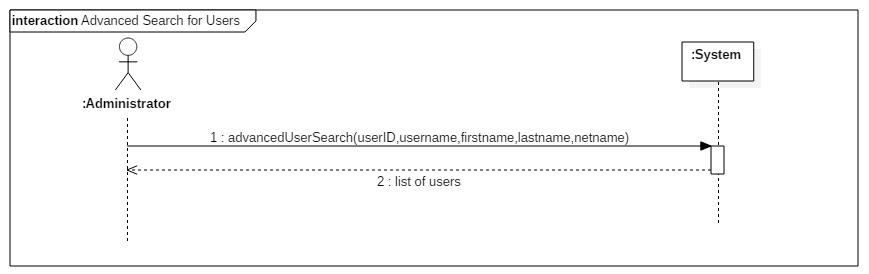 interaction Advanced Search for Users
:System
:Administrator
1 : advancedUserSearch(userID,username,firstname,lastname,netname)
2 : list of users